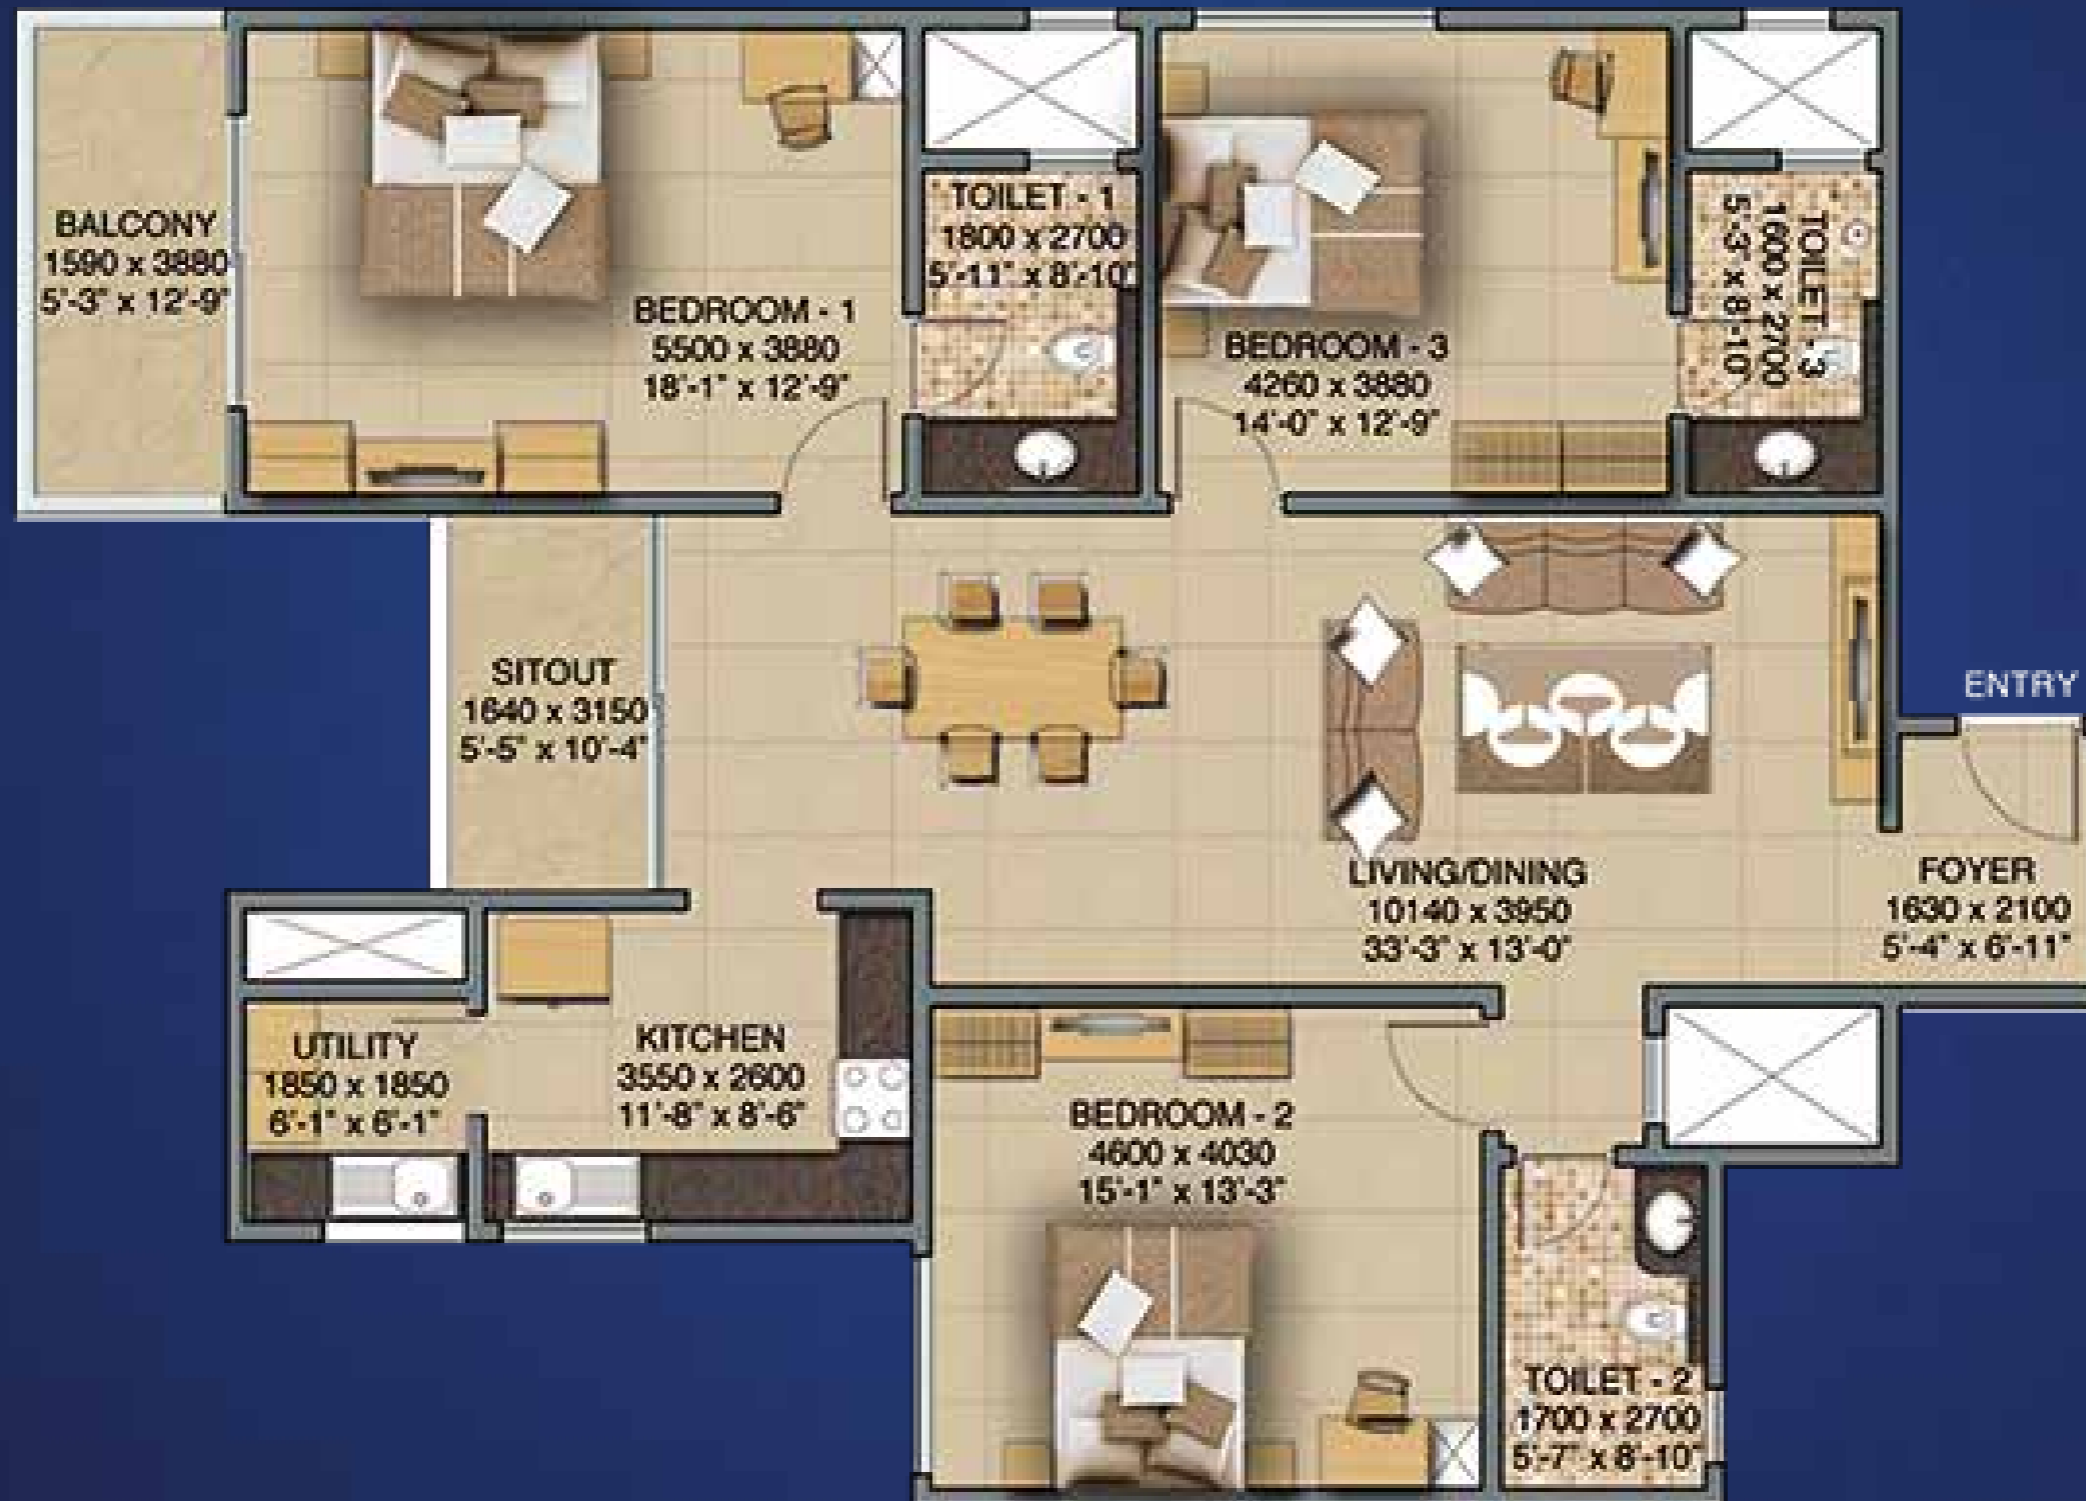 BALCONY
1590 x 3880
5'-3" x 12'-9"
BEDROOM - 1
5500 x 3880
18'-1" x 12'-9"
TOILET - 1
1800 x 2700
5'-11" x 8'-10"
BEDROOM - 3
4260 x 3880
14'-0" x 12'-9"
TOILET - 3
1600 x 2700
5'-3" x 8'-10"
SITOUT
1640 x 3150
5'-5" x 10'-4"
ENTRY
LIVING/DINING
10140 x 3950
33'-3" x 13'-0"
FOYER
1630 x 2100
5'-4" x 6'-11"
UTILITY
1850 x 1850
6'-1" x 6'-1"
KITCHEN
3550 x 2600
11'-8" x 8'-6"
BEDROOM - 2
4600 x 4030
15'-1" x 13'-3"
TOILET - 2
1700 x 2700
5'-7" x 8'-10"